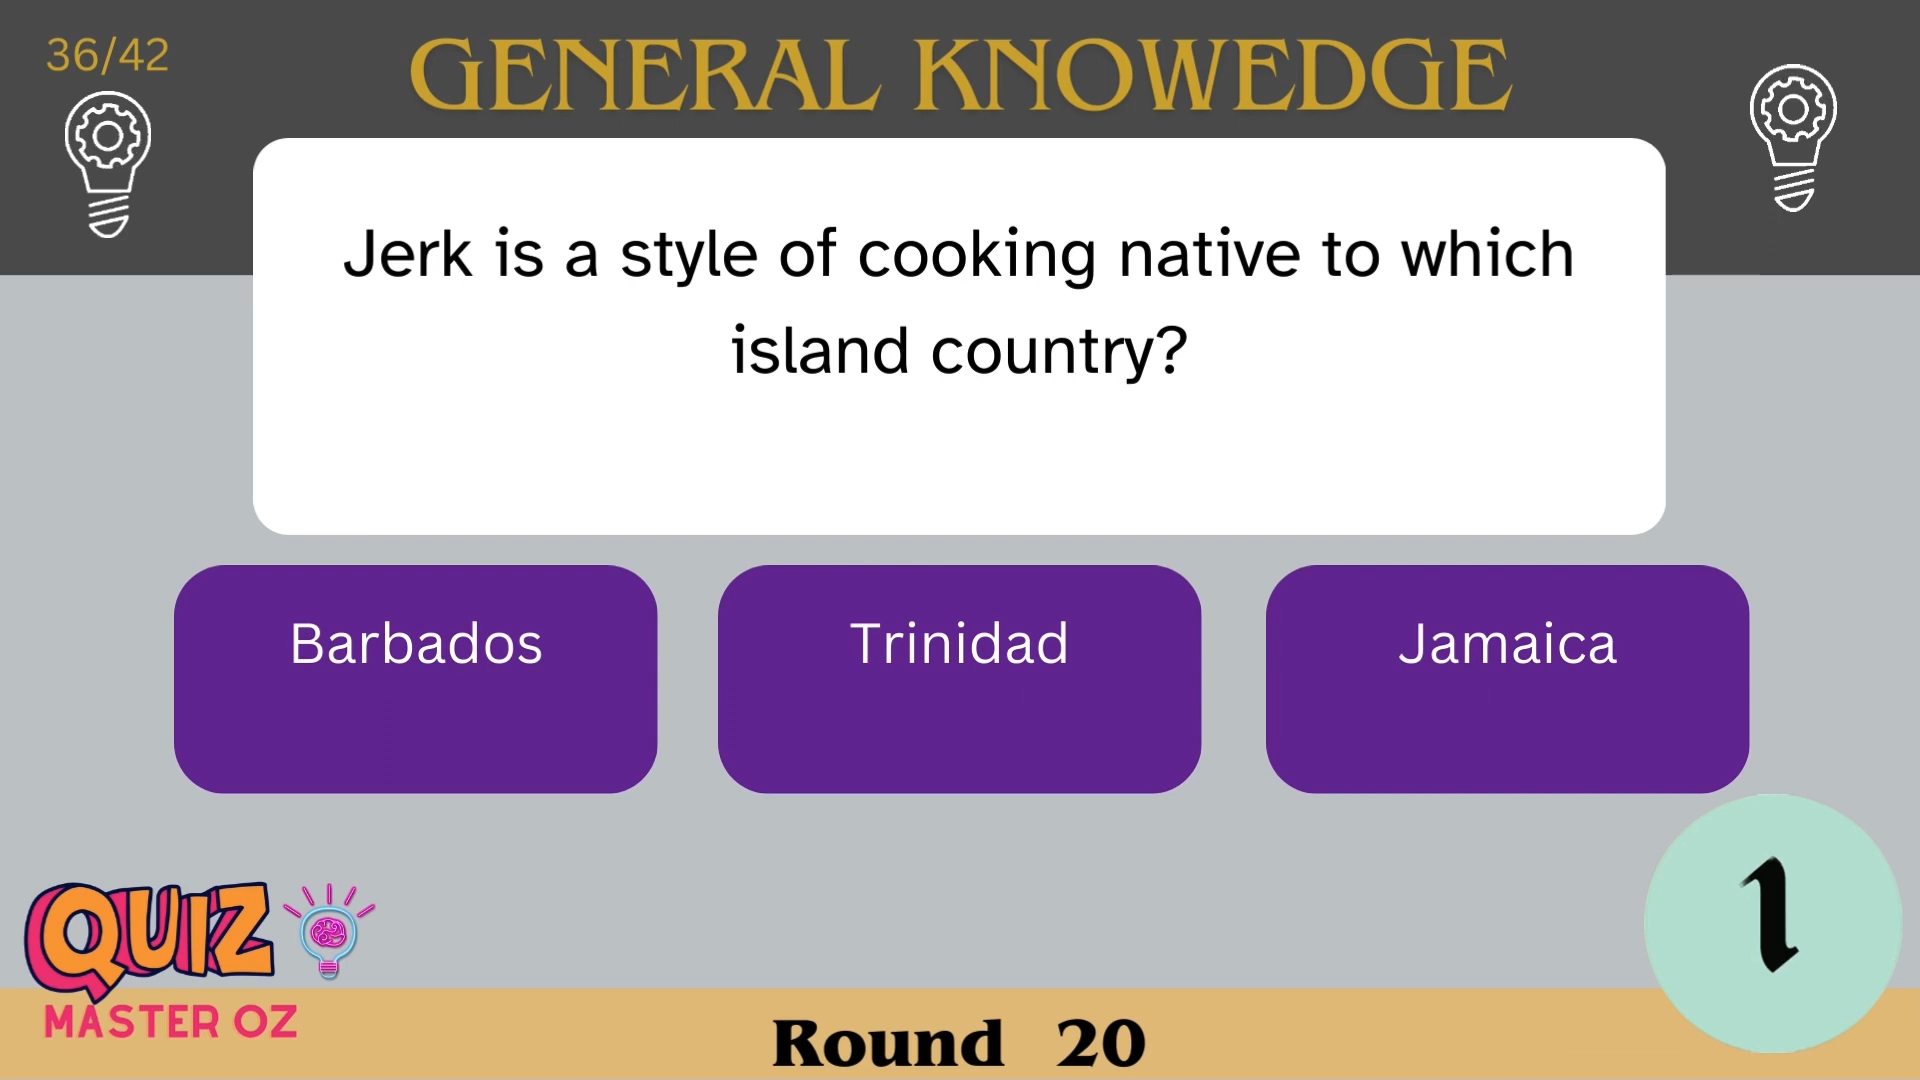 36/42
GENERAL KNOWEDGE
Jerk is a style of cooking native to which
island country?
Barbados
Trinidad
Jamaica
1
QUIZ
MASTER OZ
Round 20